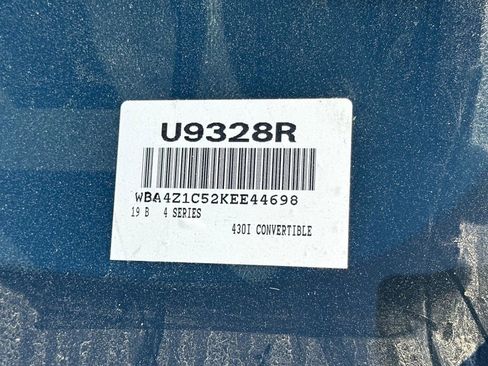 U9328R
WBA4Z1C52KEE44698
19 B 4 SERIES
430I CONVERTIBLE